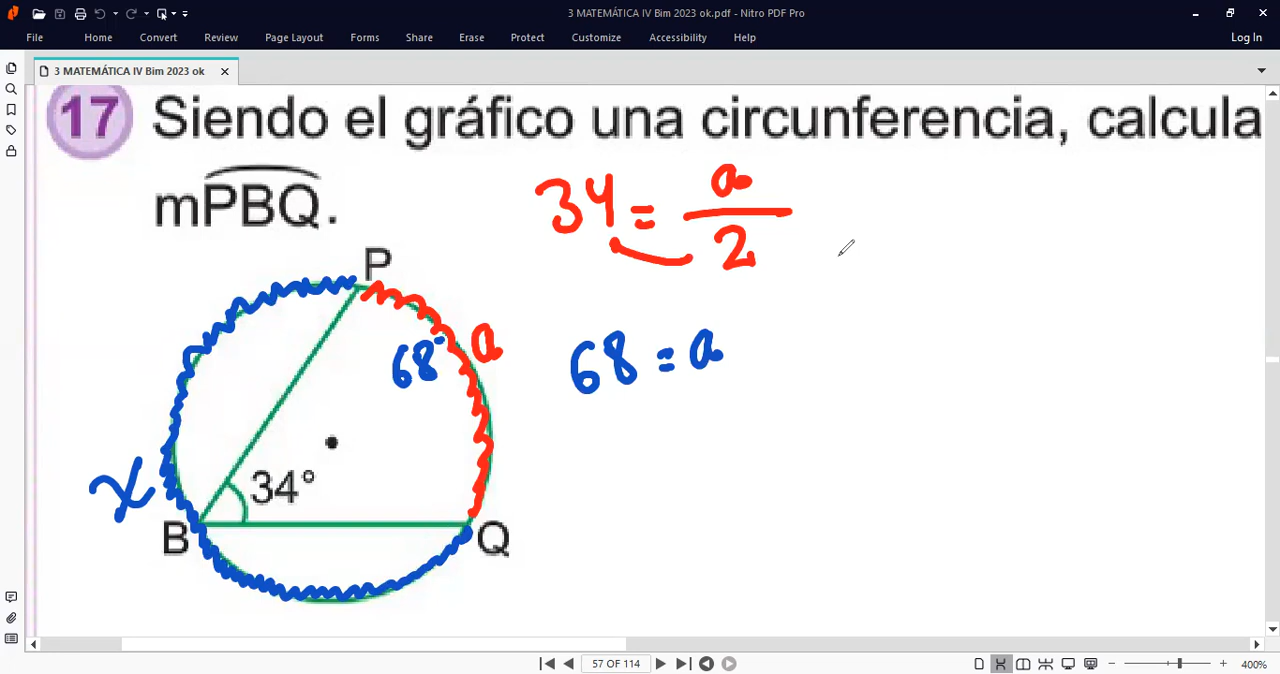 3 MATEMÁTICA IV Bim 2023 ok.pdf - Nitro PDF Pro
File Home Convert Review Page Layout Forms Share Erase Protect Customize Accessibility Help Log In
3 MATEMÁTICA IV Bim 2023 ok
17 Siendo el gráfico una circunferencia, calcula
mPBQ.
34 = a/2
P
68° a
68 = a
x
34°
B Q
57 OF 114
400%